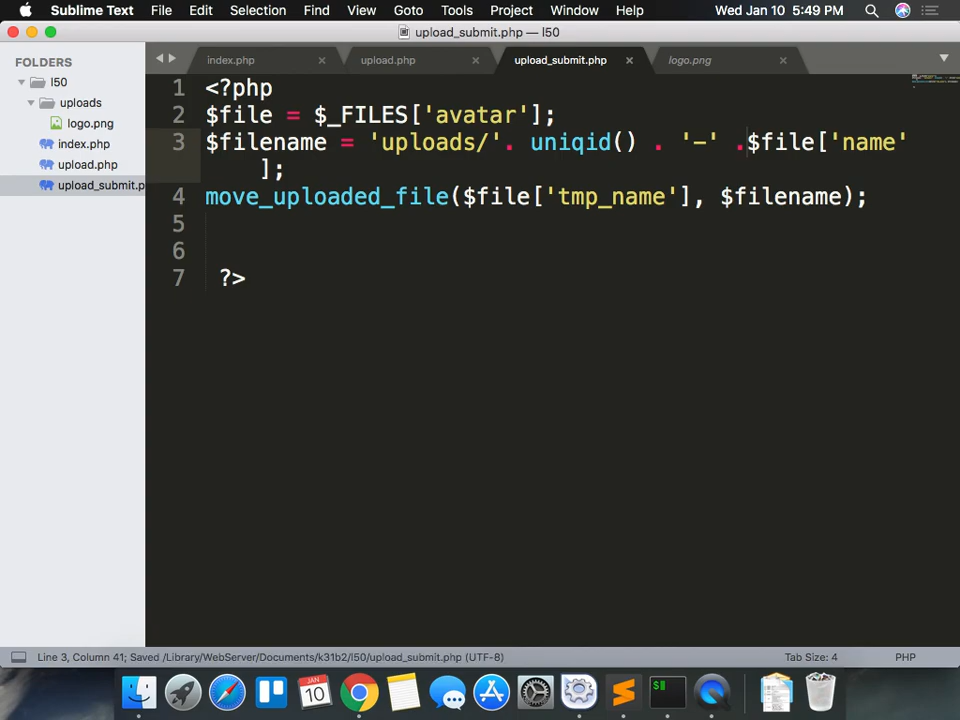 Sublime Text File Edit Selection Find View Goto Tools Project Window Help Wed Jan 10 5:49 PM
upload_submit.php — l50
FOLDERS
l50
uploads
logo.png
index.php
upload.php
upload_submit.p
index.php × upload.php × upload_submit.php × logo.png ×
1 <?php
2 $file = $_FILES['avatar'];
3 $filename = 'uploads/'. uniqid() . '-' .$file['name'
];
4 move_uploaded_file($file['tmp_name'], $filename);
5
6
7 ?>
Line 3, Column 41; Saved /Library/WebServer/Documents/k31b2/l50/upload_submit.php (UTF-8) Tab Size: 4 PHP
JAN
10
$